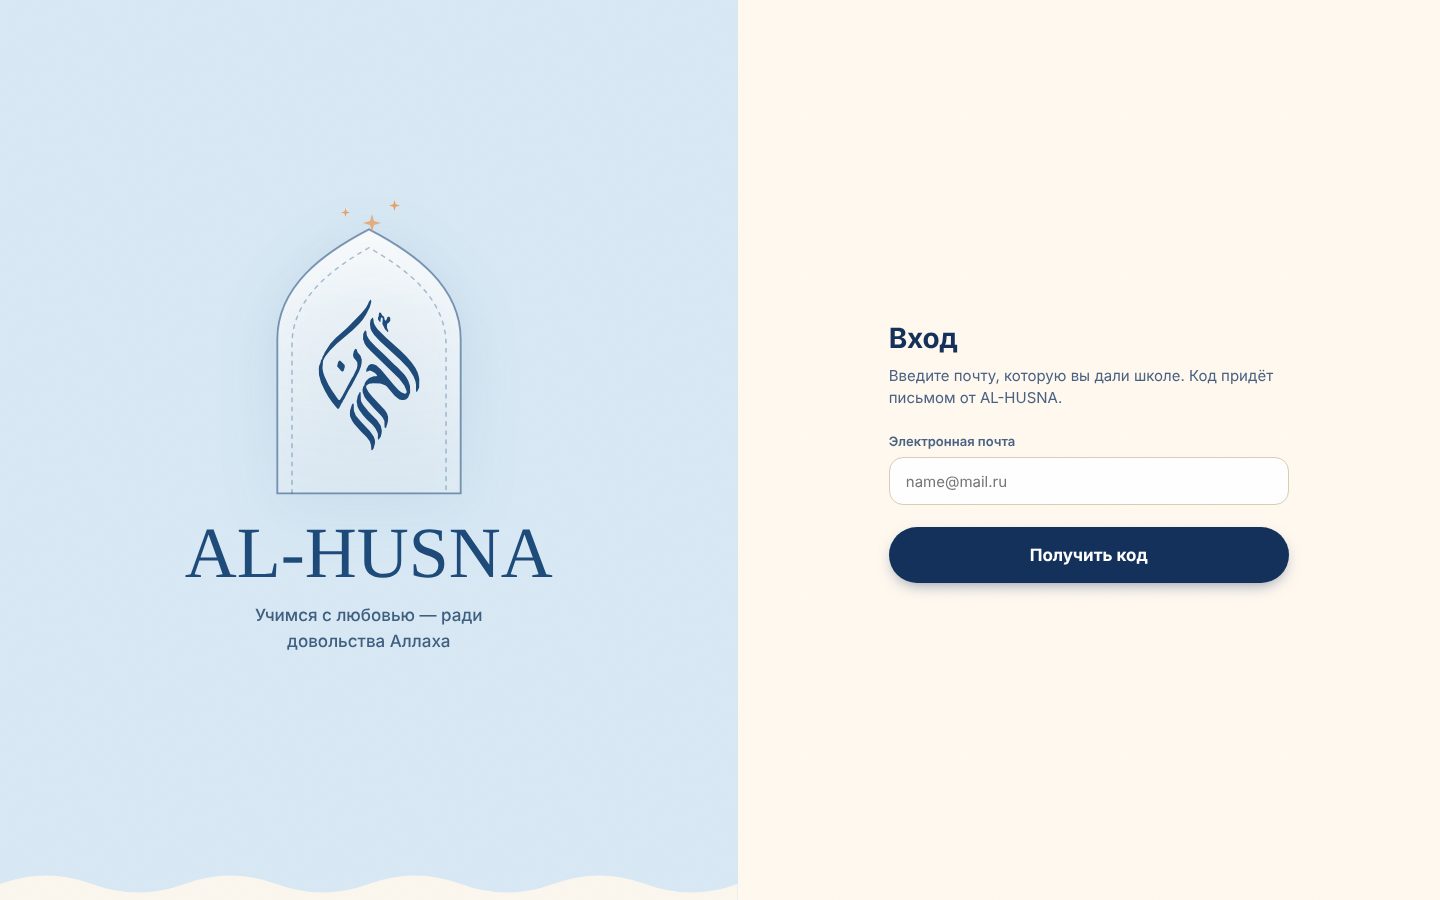 الحسنى
AL-HUSNA
Учимся с любовью — ради
довольства Аллаха
Вход
Введите почту, которую вы дали школе. Код придёт
письмом от AL-HUSNA.
Электронная почта
name@mail.ru
Получить код